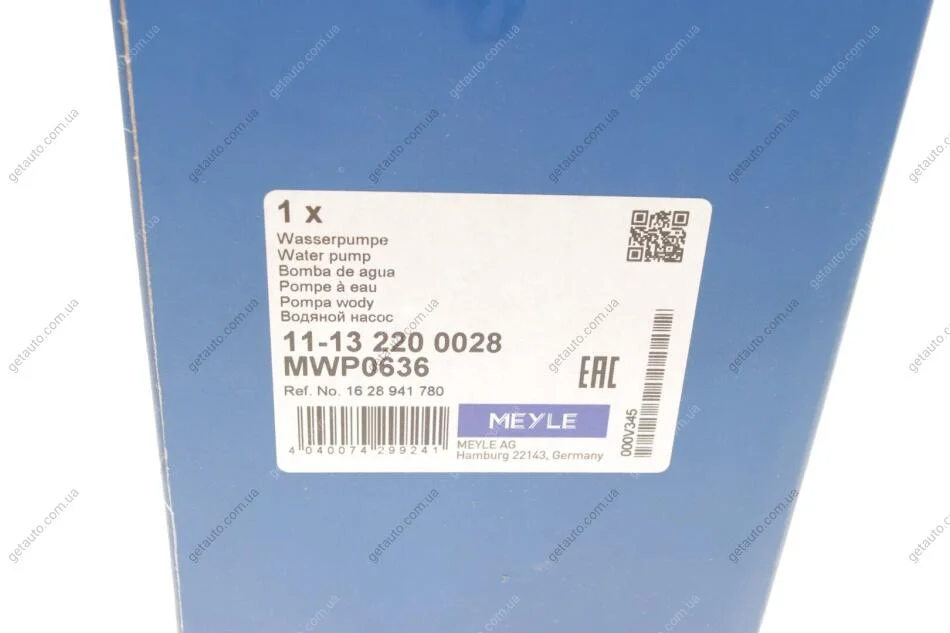 1 x
Wasserpumpe
Water pump
Bomba de agua
Pompe à eau
Pompa wody
Водяной насос
11-13 220 0028
MWP0636
Ref. No. 16 28 941 780
4 040074 299241
MEYLE
MEYLE AG
Hamburg 22143, Germany
EAC
000V345
getauto.com.ua